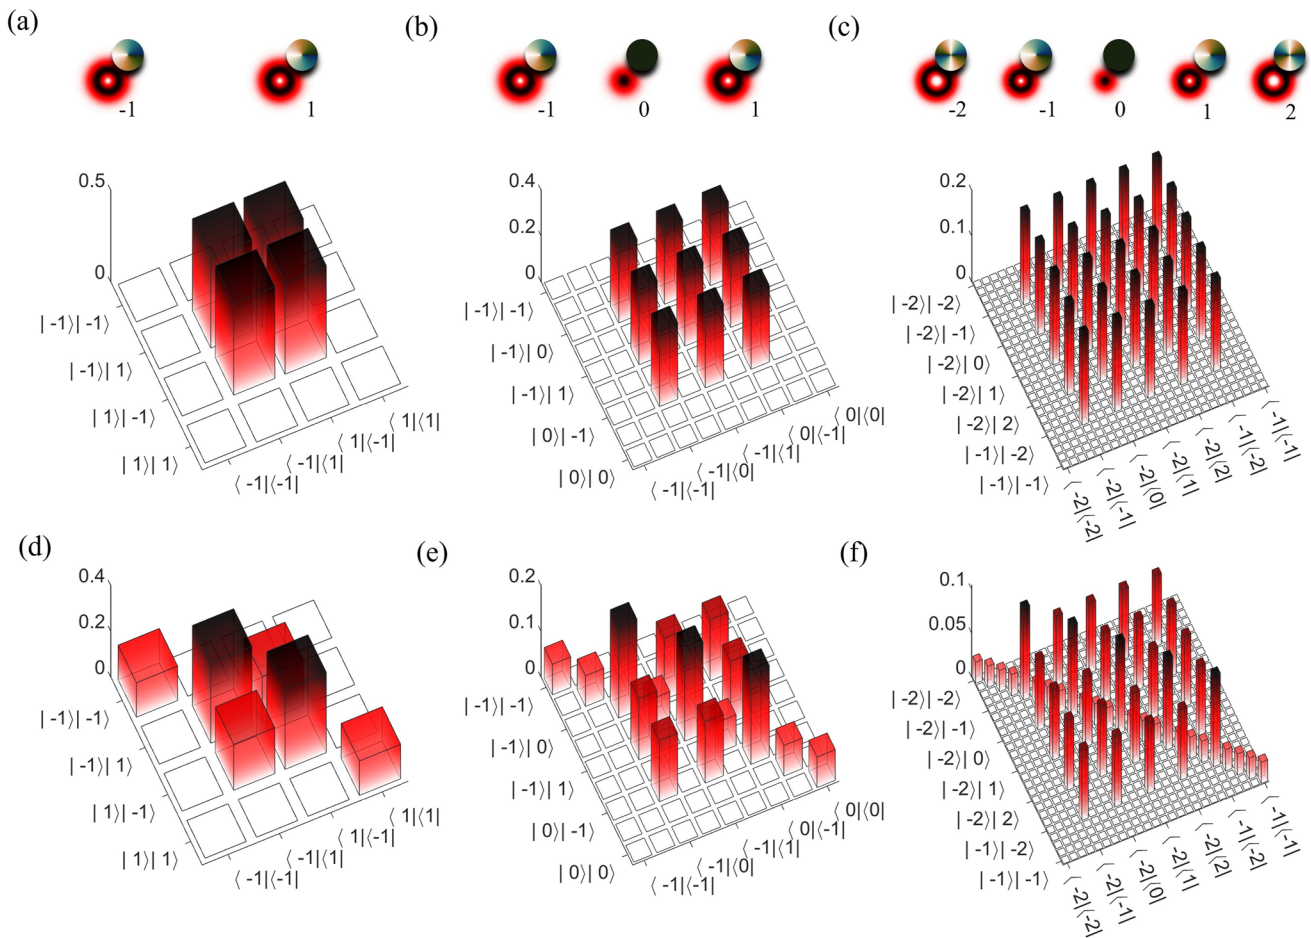 (a)
-1
1
(b)
-1
0
1
(c)
-2
-1
0
1
2
0.5
0
| -1⟩| -1⟩
| -1⟩| 1⟩
| 1⟩| -1⟩
| 1⟩| 1⟩
⟨ -1|⟨-1|
⟨ -1|⟨1|
⟨ 1|⟨-1|
⟨ 1|⟨1|
0.4
0.2
0
| -1⟩| -1⟩
| -1⟩| 0⟩
| -1⟩| 1⟩
| 0⟩| -1⟩
| 0⟩| 0⟩
⟨ -1|⟨-1|
⟨ -1|⟨0|
⟨ -1|⟨1|
⟨ 0|⟨-1|
⟨ 0|⟨0|
0.2
0.1
0
| -2⟩| -2⟩
| -2⟩| -1⟩
| -2⟩| 0⟩
| -2⟩| 1⟩
| -2⟩| 2⟩
| -1⟩| -2⟩
| -1⟩| -1⟩
⟨ -2|⟨-2|
⟨ -2|⟨-1|
⟨ -2|⟨0|
⟨ -2|⟨1|
⟨ -2|⟨2|
⟨ -1|⟨-2|
⟨ -1|⟨-1|
(d)
0.4
0.2
0
| -1⟩| -1⟩
| -1⟩| 1⟩
| 1⟩| -1⟩
| 1⟩| 1⟩
⟨ -1|⟨-1|
⟨ -1|⟨1|
⟨ 1|⟨-1|
⟨ 1|⟨1|
(e)
0.2
0.1
0
| -1⟩| -1⟩
| -1⟩| 0⟩
| -1⟩| 1⟩
| 0⟩| -1⟩
| 0⟩| 0⟩
⟨ -1|⟨-1|
⟨ -1|⟨0|
⟨ -1|⟨1|
⟨ 0|⟨-1|
⟨ 0|⟨0|
(f)
0.1
0.05
0
| -2⟩| -2⟩
| -2⟩| -1⟩
| -2⟩| 0⟩
| -2⟩| 1⟩
| -2⟩| 2⟩
| -1⟩| -2⟩
| -1⟩| -1⟩
⟨ -2|⟨-2|
⟨ -2|⟨-1|
⟨ -2|⟨0|
⟨ -2|⟨1|
⟨ -2|⟨2|
⟨ -1|⟨-2|
⟨ -1|⟨-1|